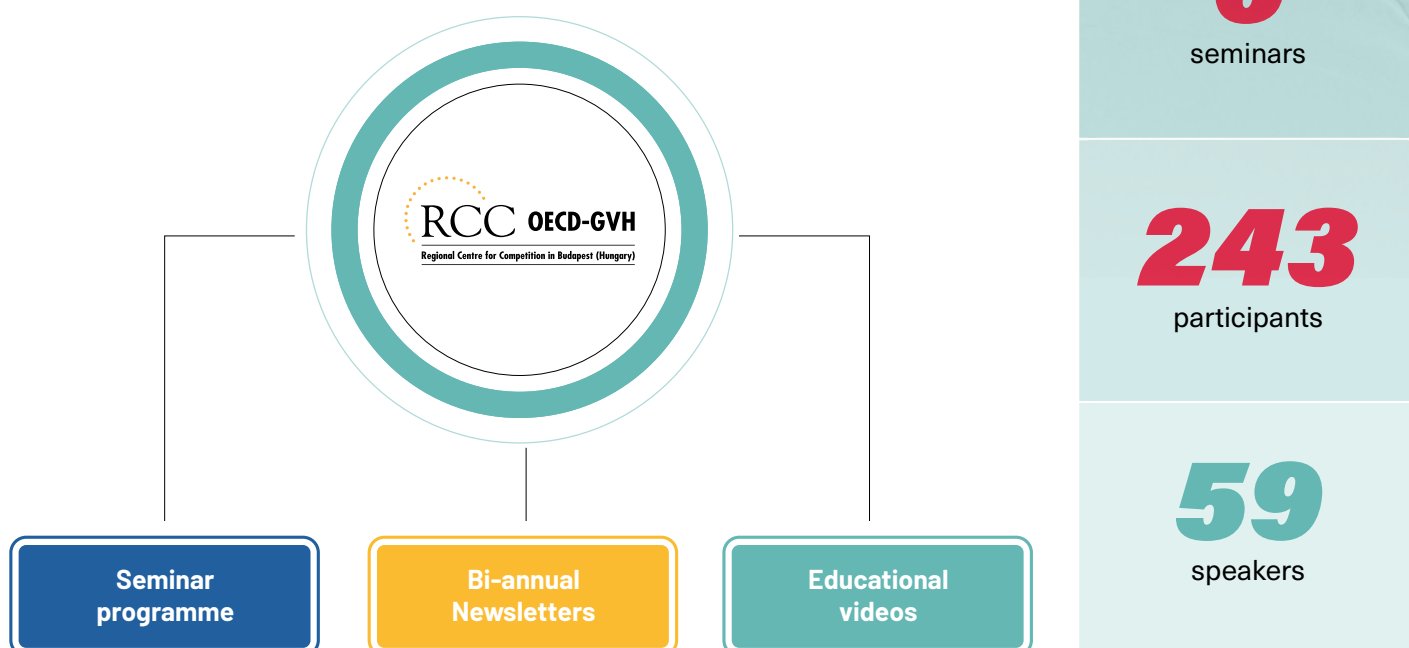 RCC OECD-GVH
Regional Centre for Competition in Budapest (Hungary)
Seminar
programme
Bi-annual
Newsletters
Educational
videos
seminars
243
participants
59
speakers